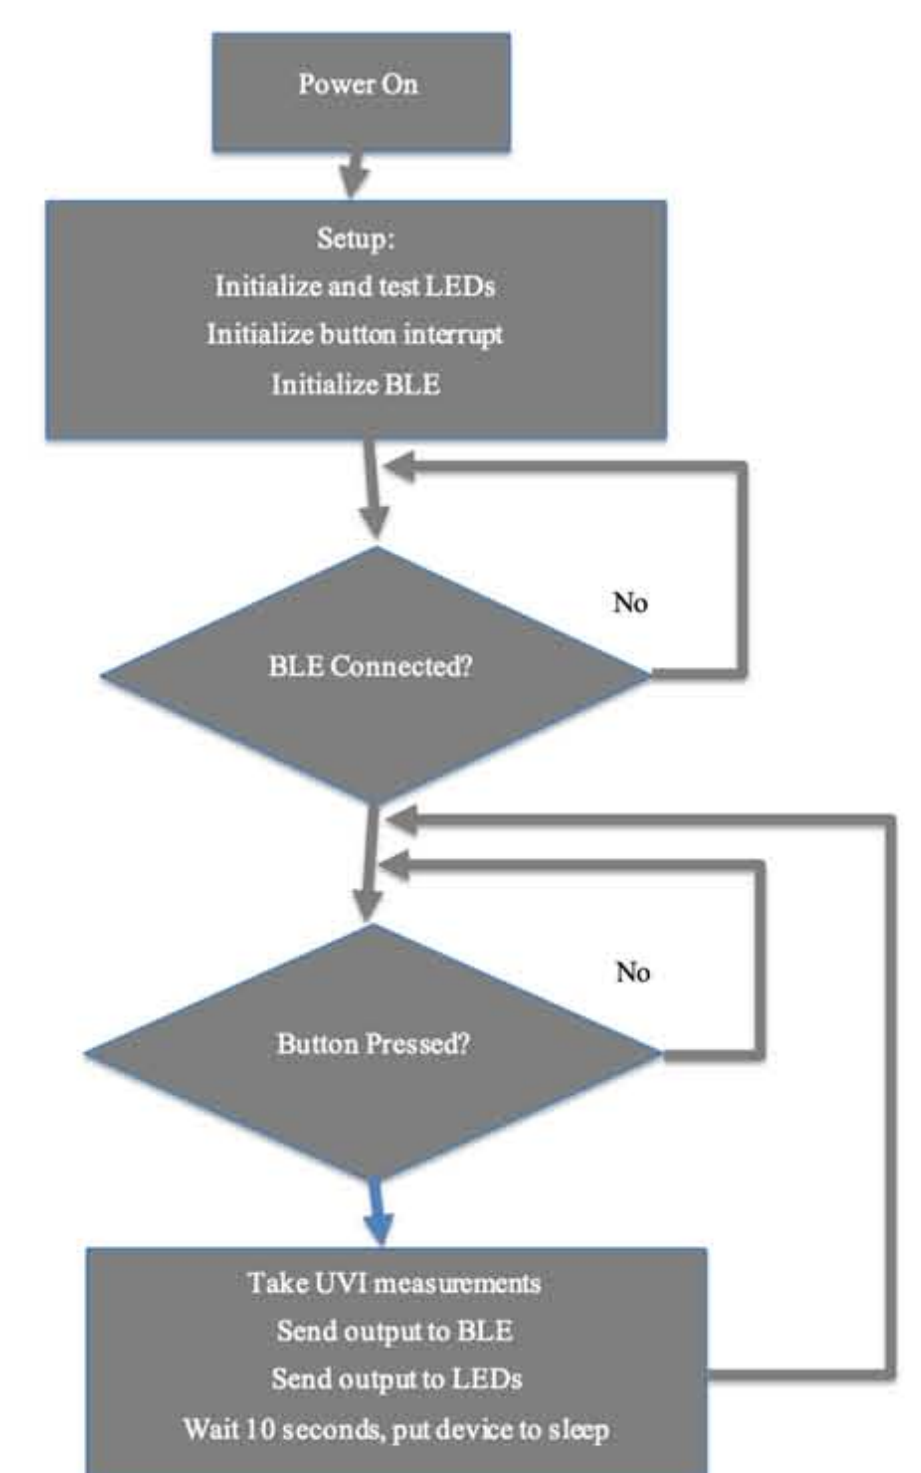 Power On
Setup:
Initialize and test LEDs
Initialize button interrupt
Initialize BLE
No
BLE Connected?
No
Button Pressed?
Take UVI measurements
Send output to BLE
Send output to LEDs
Wait 10 seconds, put device to sleep